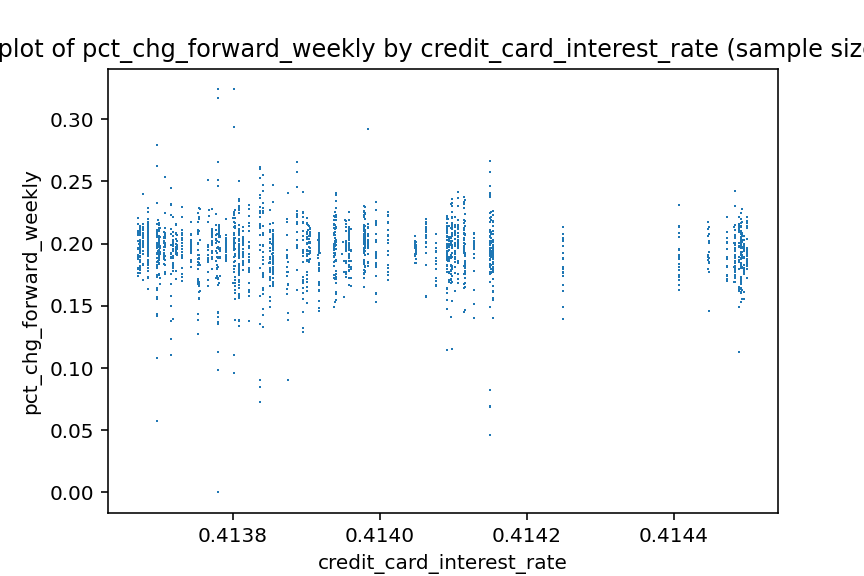 plot of pct_chg_forward_weekly by credit_card_interest_rate (sample
pct_chg_forward_weekly
0.30
0.25
0.20
0.15
0.10
0.05
0.00
0.4138 0.4140 0.4142 0.4144
credit_card_interest_rate